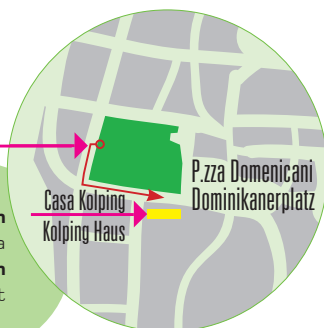 P.zza Domenicani
Dominikanerplatz
Casa Kolping
Kolping Haus
n
a
n
t